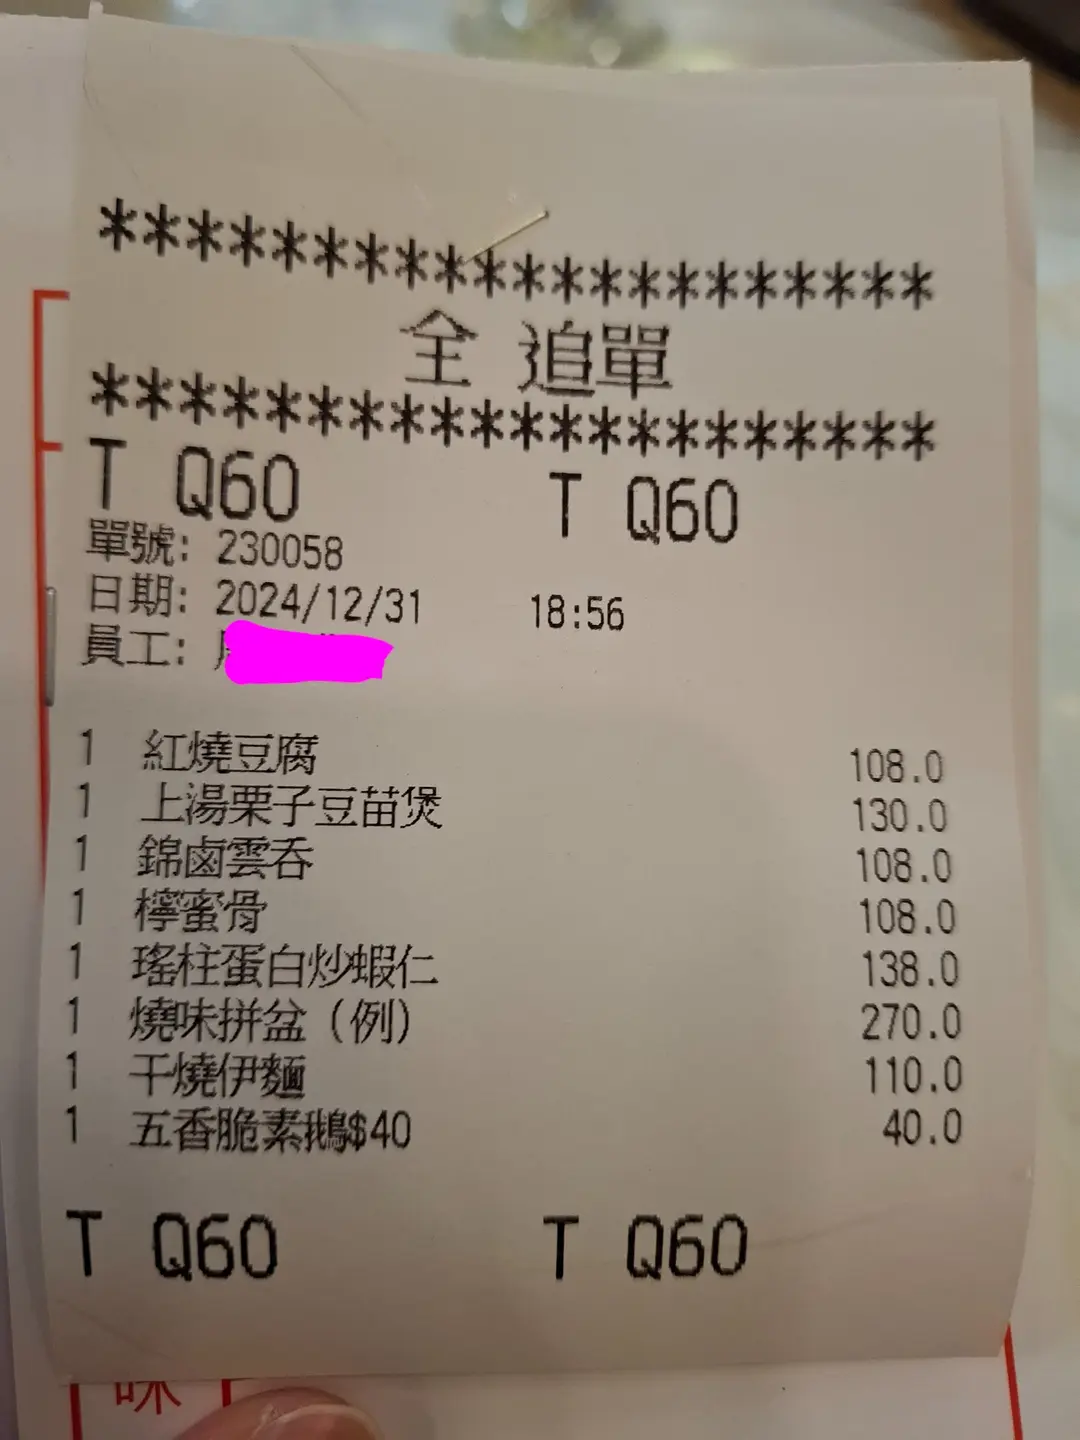 ********************
全 追單
********************
T Q60 T Q60
單號: 230058
日期: 2024/12/31 18:56
員工:
1 紅燒豆腐 108.0
1 上湯栗子豆苗煲 130.0
1 錦鹵雲吞 108.0
1 檸蜜骨 108.0
1 瑤柱蛋白炒蝦仁 138.0
1 燒味拼盆(例) 270.0
1 干燒伊麵 110.0
1 五香脆素鵝$40 40.0
T Q60 T Q60
味